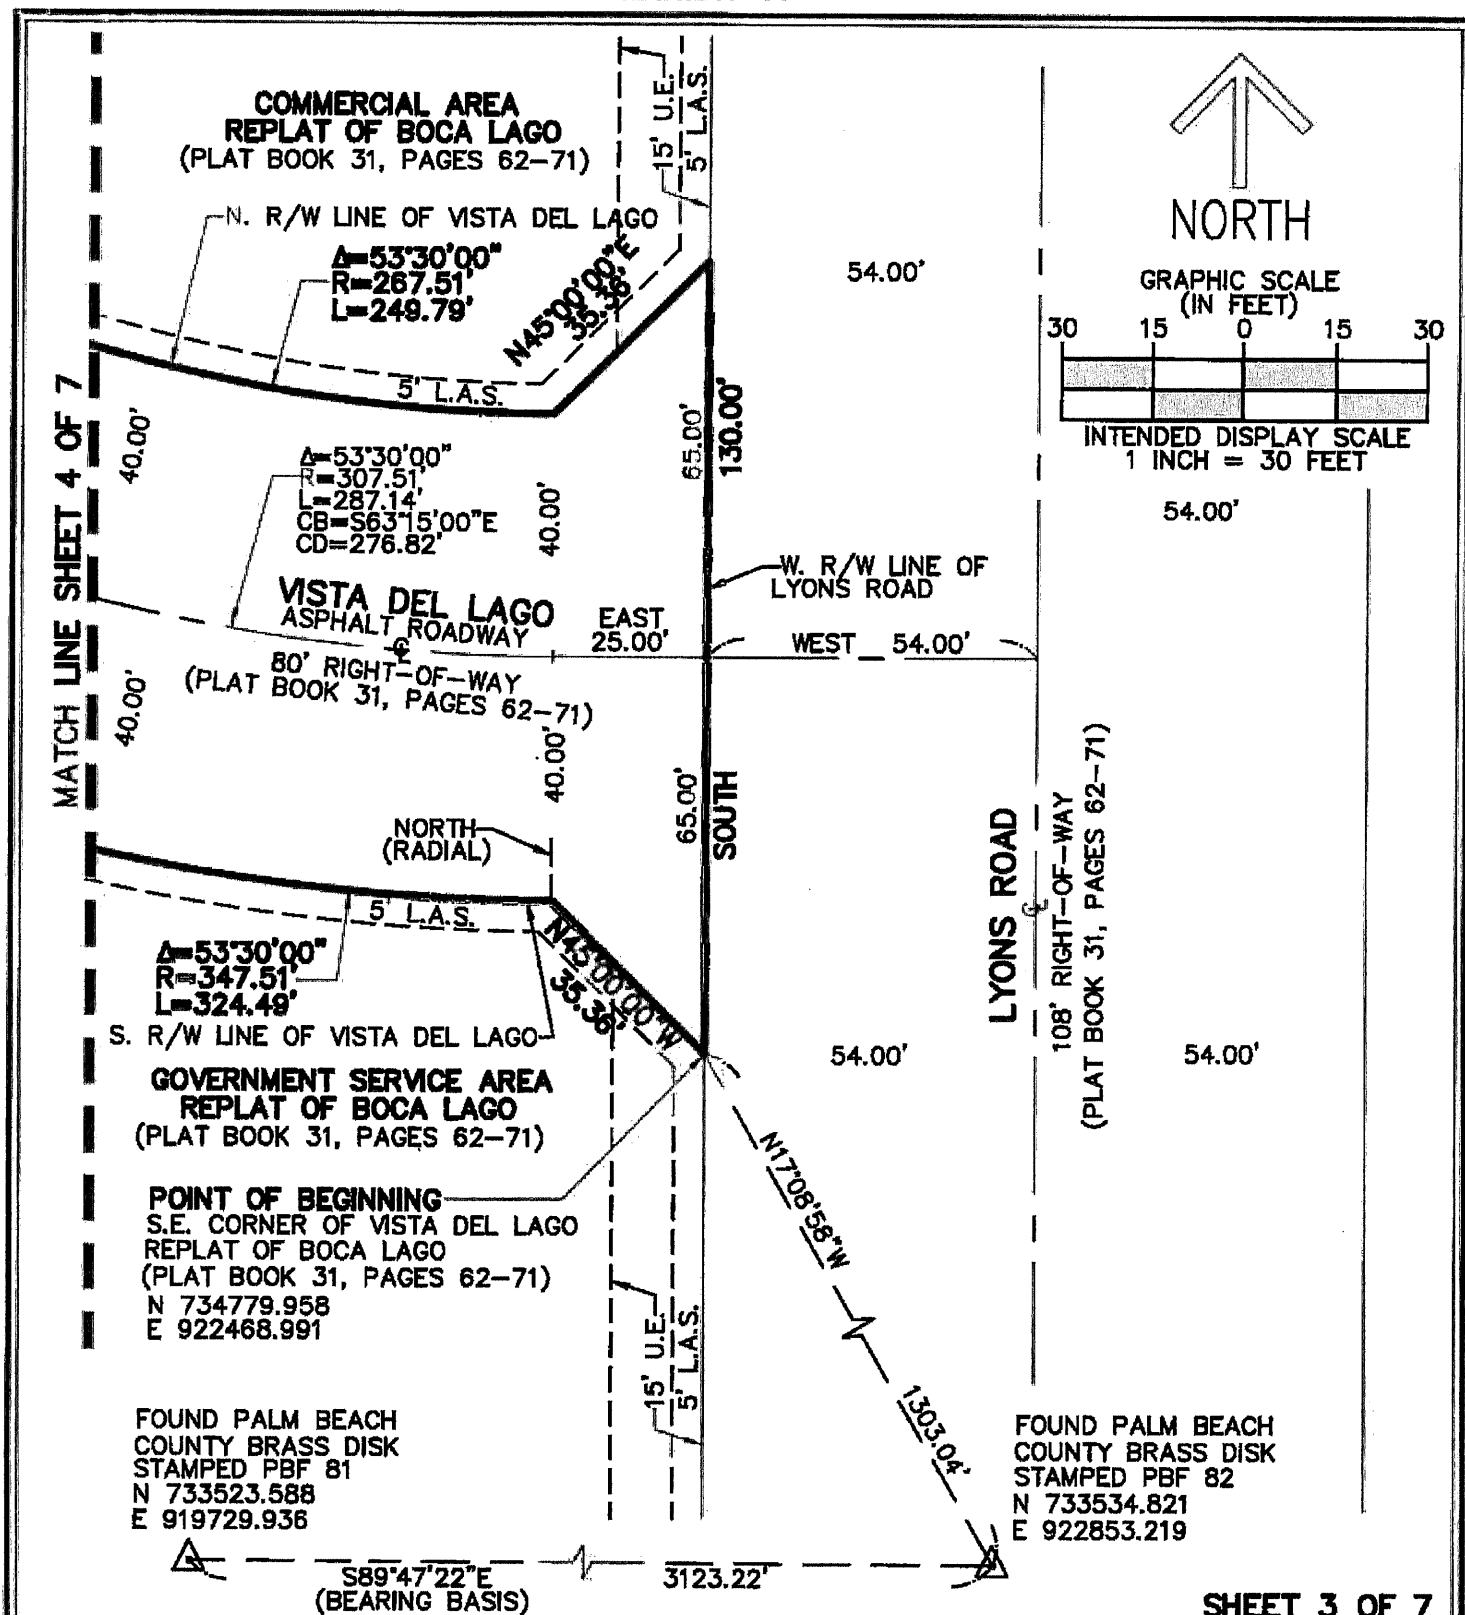 COMMERCIAL AREA
REPLAT OF BOCA LAGO
(PLAT BOOK 31, PAGES 62-71)
15' U.E.
5' L.A.S.
N. R/W LINE OF VISTA DEL LAGO
Δ=53°30'00"
R=267.51'
L=249.79'
N45°00'00"E
35.36'
5' L.A.S.
54.00'
NORTH
GRAPHIC SCALE
(IN FEET)
30 15 0 15 30
INTENDED DISPLAY SCALE
1 INCH = 30 FEET
54.00'
MATCH LINE SHEET 4 OF 7
40.00'
Δ=53°30'00"
R=307.51'
L=287.14'
CB=S63°15'00"E
CD=276.82'
40.00'
65.00'
130.00'
W. R/W LINE OF
LYONS ROAD
VISTA DEL LAGO
ASPHALT ROADWAY
EAST
25.00'
WEST 54.00'
℄
80' RIGHT-OF-WAY
(PLAT BOOK 31, PAGES 62-71)
40.00'
40.00'
65.00'
SOUTH
NORTH
(RADIAL)
5' L.A.S.
Δ=53°30'00"
R=347.51'
L=324.49'
N45°00'00"W
35.36'
S. R/W LINE OF VISTA DEL LAGO
LYONS ROAD
℄
108' RIGHT-OF-WAY
(PLAT BOOK 31, PAGES 62-71)
54.00'
54.00'
GOVERNMENT SERVICE AREA
REPLAT OF BOCA LAGO
(PLAT BOOK 31, PAGES 62-71)
POINT OF BEGINNING
S.E. CORNER OF VISTA DEL LAGO
REPLAT OF BOCA LAGO
(PLAT BOOK 31, PAGES 62-71)
N 734779.958
E 922468.991
N17°08'58"W
1303.04'
15' U.E.
5' L.A.S.
FOUND PALM BEACH
COUNTY BRASS DISK
STAMPED PBF 81
N 733523.588
E 919729.936
FOUND PALM BEACH
COUNTY BRASS DISK
STAMPED PBF 82
N 733534.821
E 922853.219
S89°47'22"E
3123.22'
(BEARING BASIS)
SHEET 3 OF 7